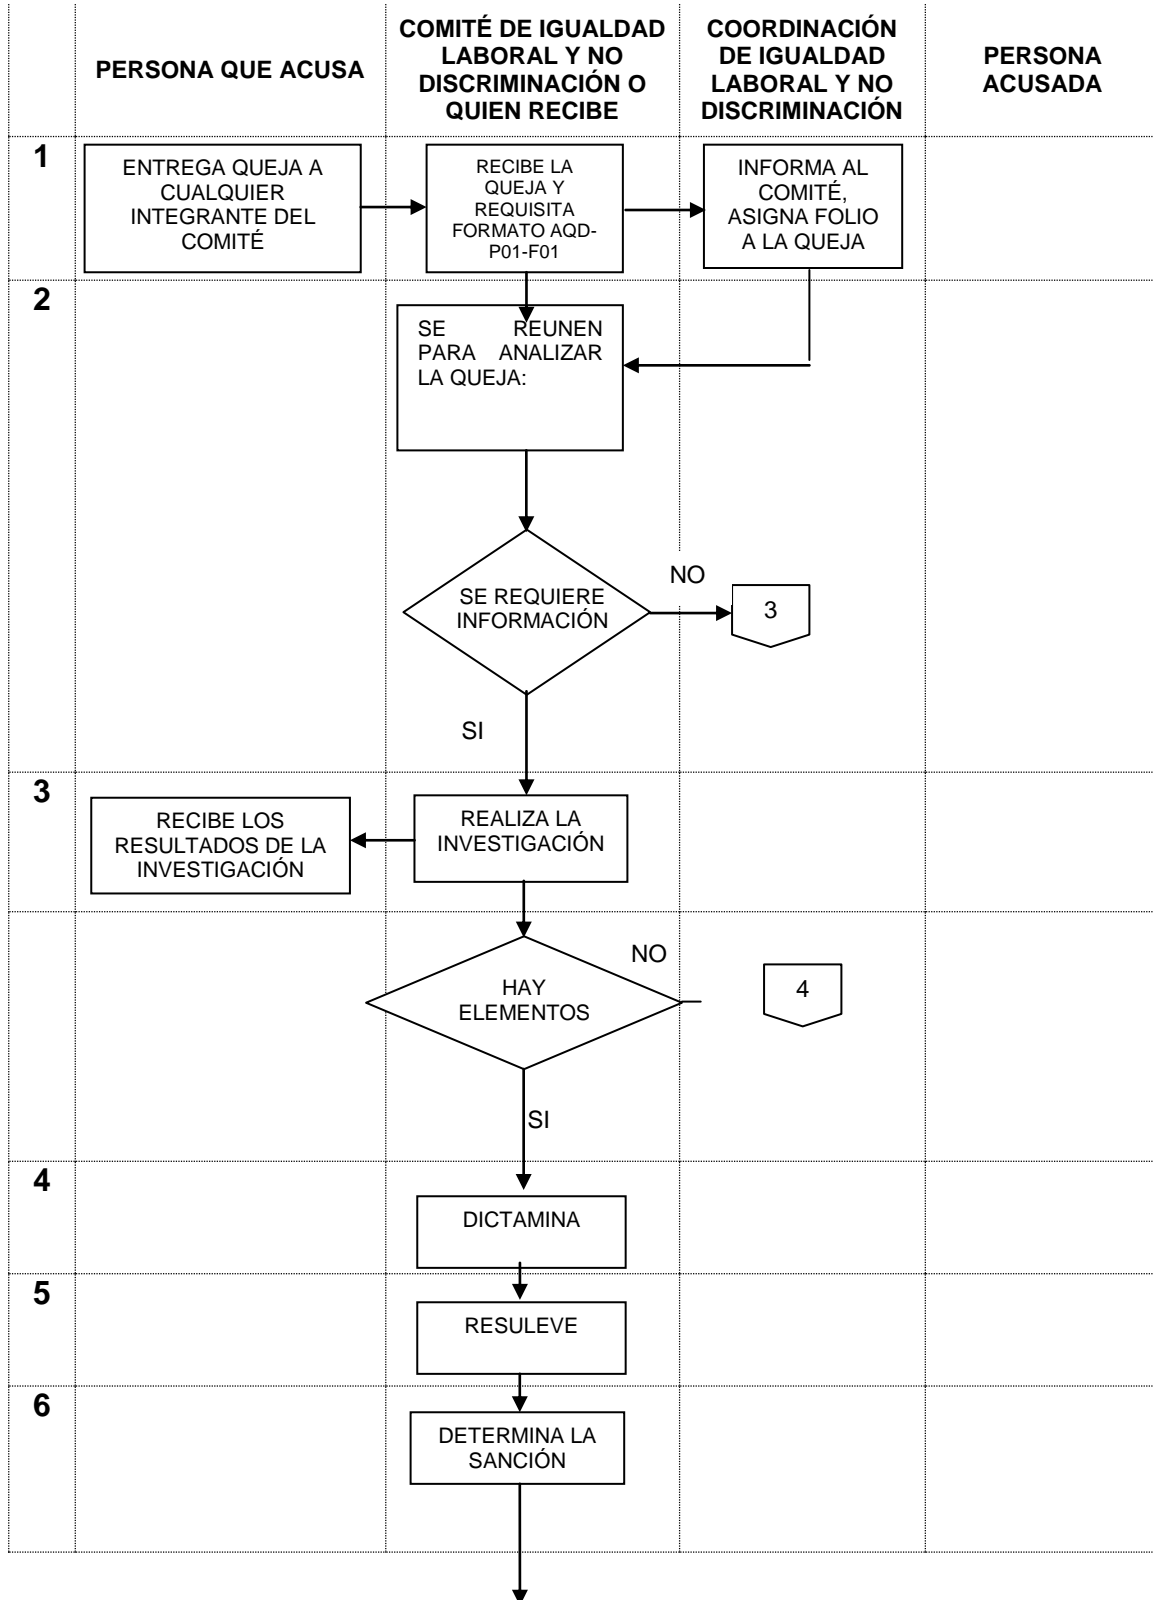 PERSONA QUE ACUSA
COMITÉ DE IGUALDAD
LABORAL Y NO
DISCRIMINACIÓN O
QUIEN RECIBE
COORDINACIÓN
DE IGUALDAD
LABORAL Y NO
DISCRIMINACIÓN
PERSONA
ACUSADA
1
ENTREGA QUEJA A
CUALQUIER
INTEGRANTE DEL
COMITÉ
RECIBE LA
QUEJA Y
REQUISITA
FORMATO AQD-
P01-F01
INFORMA AL
COMITÉ,
ASIGNA FOLIO
A LA QUEJA
2
SE REUNEN
PARA ANALIZAR
LA QUEJA:
SE REQUIERE
INFORMACIÓN
NO
3
SI
3
RECIBE LOS
RESULTADOS DE LA
INVESTIGACIÓN
REALIZA LA
INVESTIGACIÓN
HAY
ELEMENTOS
NO
4
SI
4
DICTAMINA
5
RESULEVE
6
DETERMINA LA
SANCIÓN